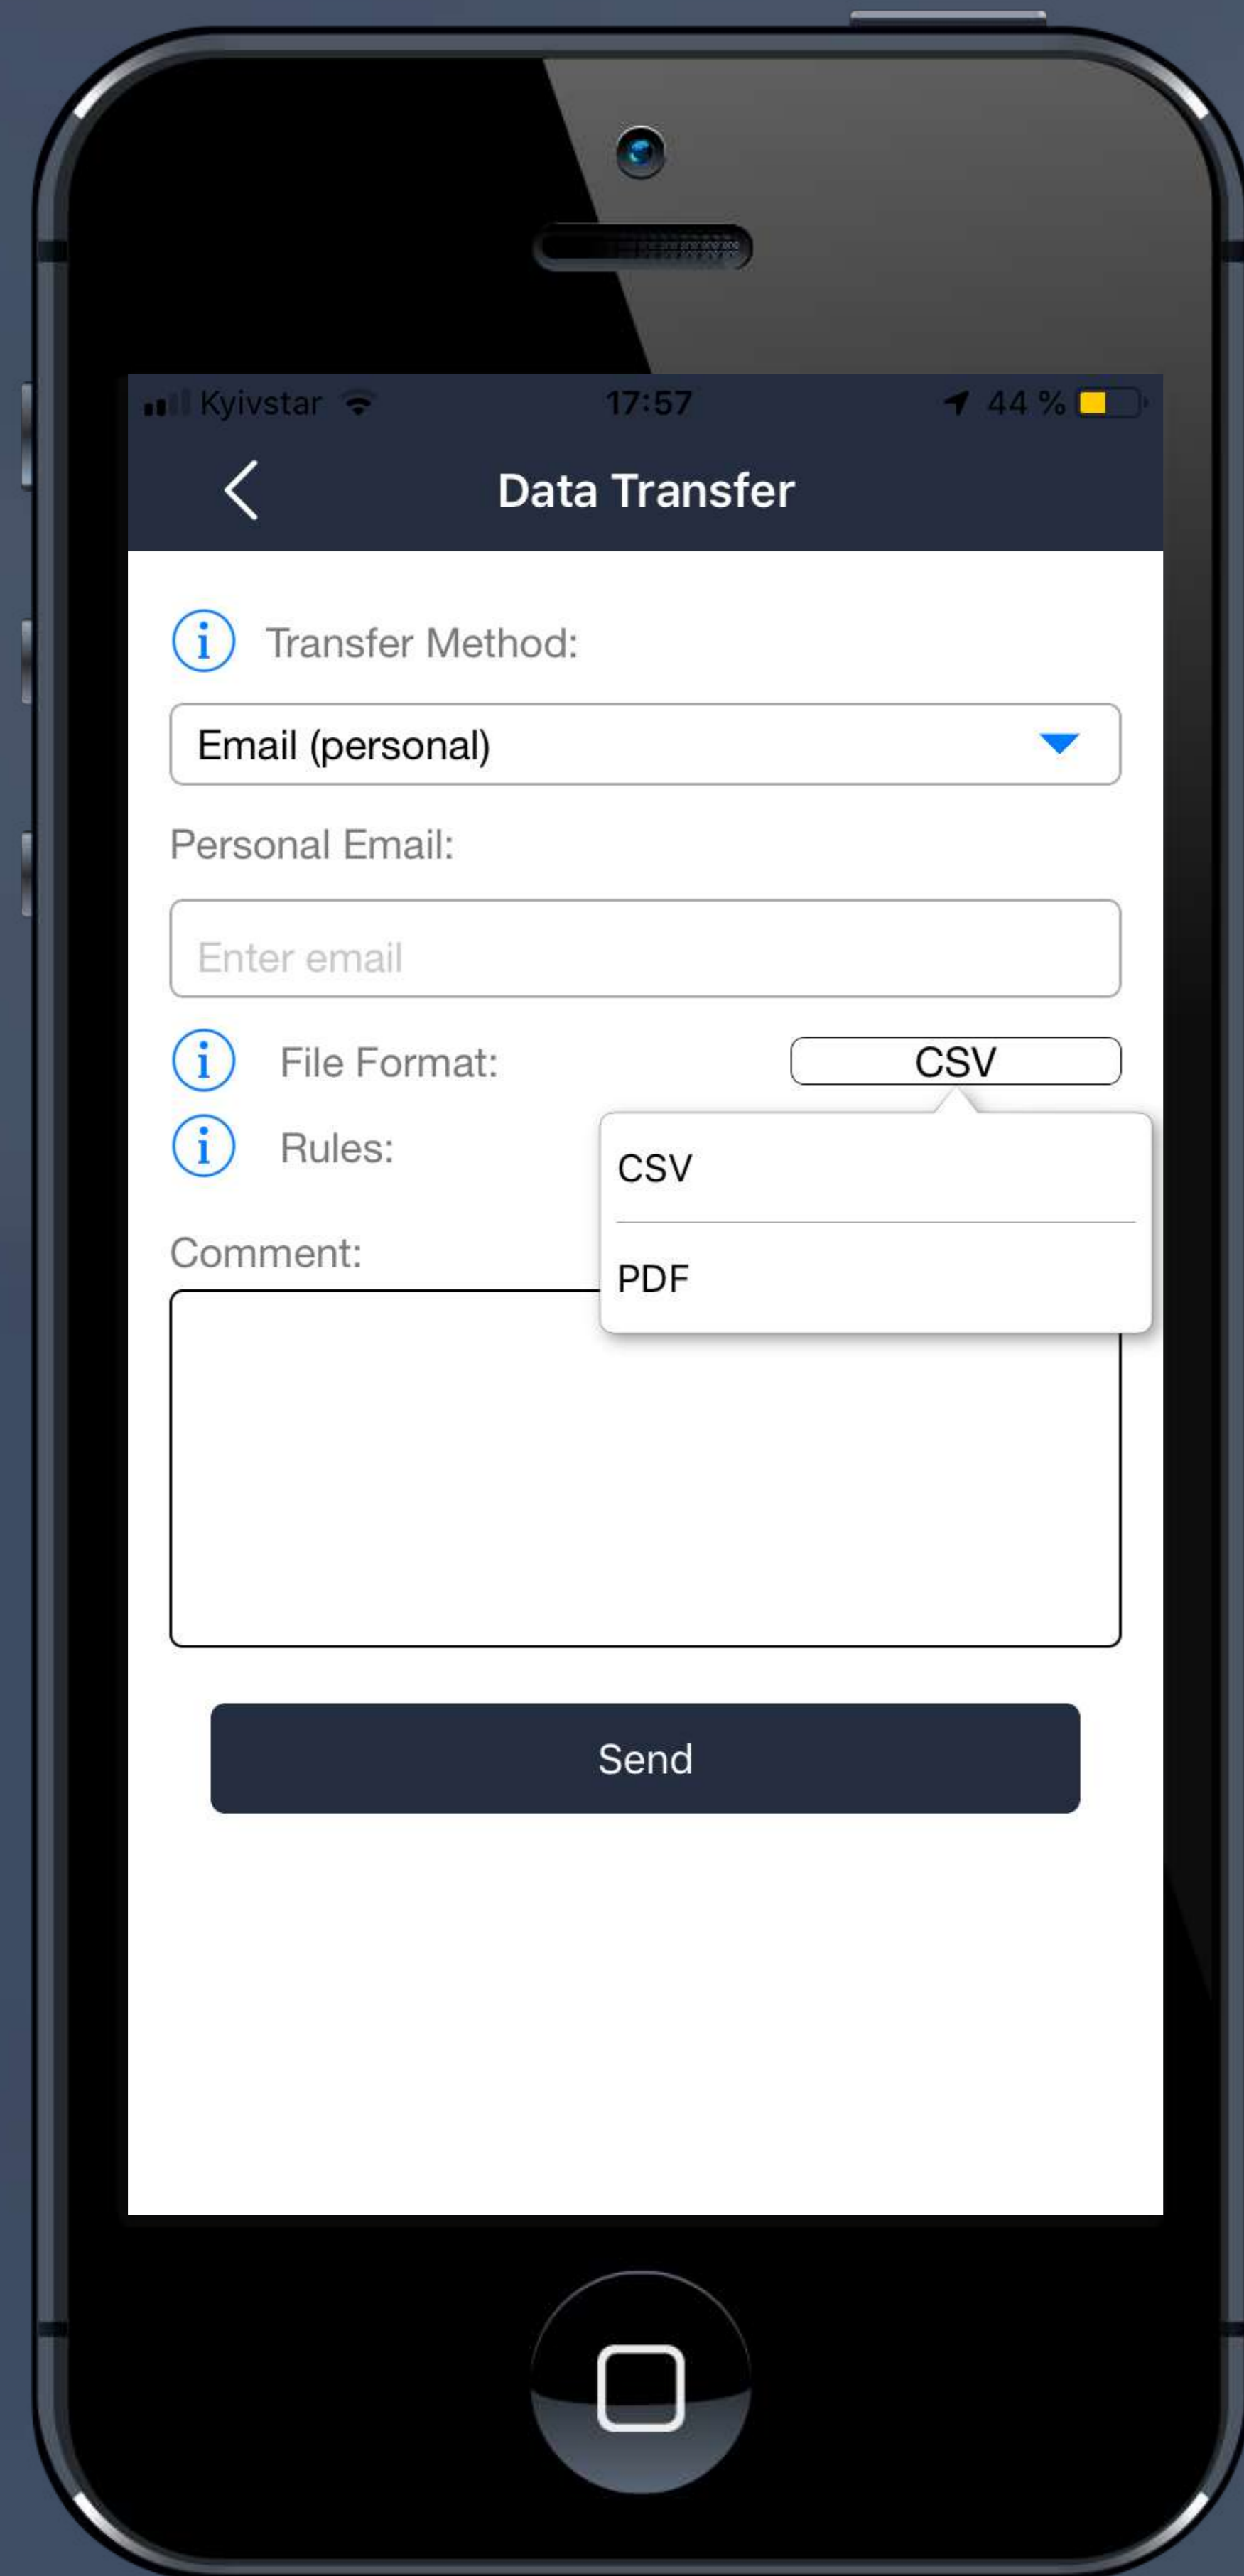 Kyivstar 17:57 44 %
Data Transfer
i Transfer Method:
Email (personal)
Personal Email:
Enter email
i File Format: CSV
i Rules:
CSV
PDF
Comment:
Send